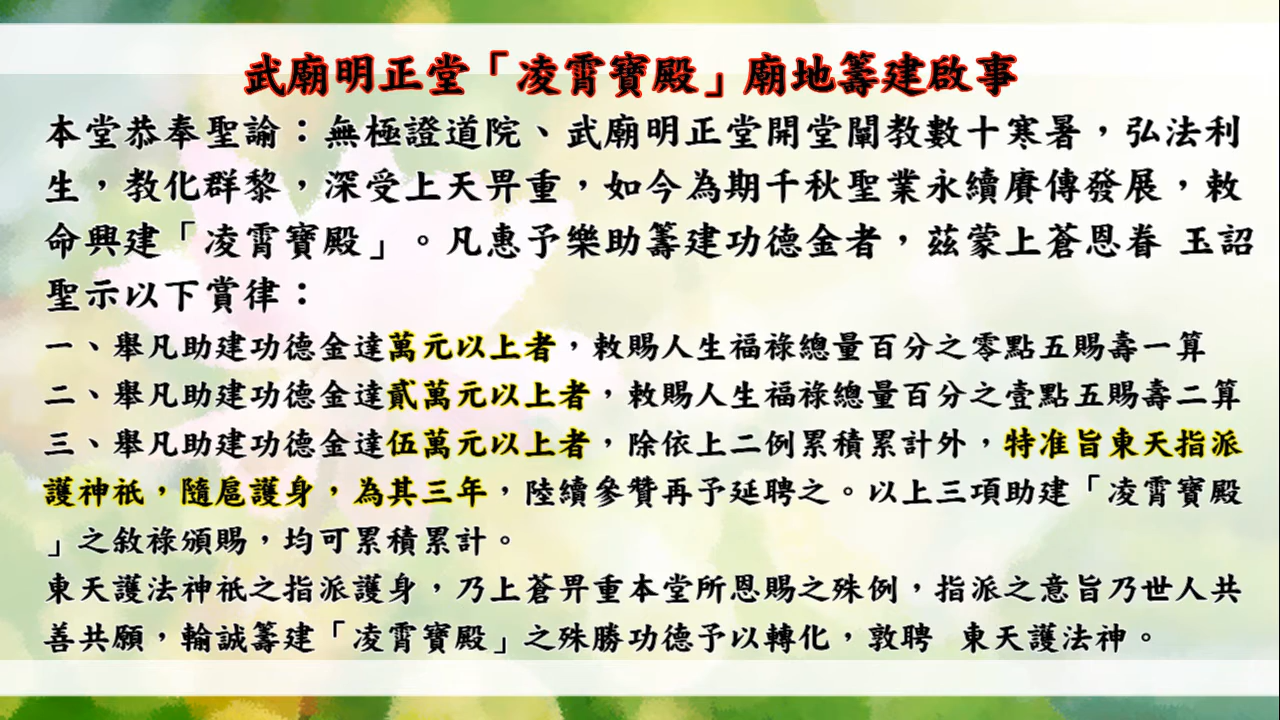 武廟明正堂「凌霄寶殿」廟地籌建啟事
本堂恭奉聖諭：無極證道院、武廟明正堂開堂闡教數十寒暑，弘法利
生，教化群黎，深受上天畀重，如今為期千秋聖業永續賡傳發展，敕
命興建「凌霄寶殿」。凡惠予樂助籌建功德金者，茲蒙上蒼恩眷 玉詔
聖示以下賞律：
一、舉凡助建功德金達萬元以上者，敕賜人生福祿總量百分之零點五賜壽一算
二、舉凡助建功德金達貳萬元以上者，敕賜人生福祿總量百分之壹點五賜壽二算
三、舉凡助建功德金達伍萬元以上者，除依上二例累積累計外，特准旨東天指派
護神祇，隨扈護身，為其三年，陸續參贊再予延聘之。以上三項助建「凌霄寶殿
」之敘祿頒賜，均可累積累計。
東天護法神祇之指派護身，乃上蒼畀重本堂所恩賜之殊例，指派之意旨乃世人共
善共願，輸誠籌建「凌霄寶殿」之殊勝功德予以轉化，敦聘 東天護法神。